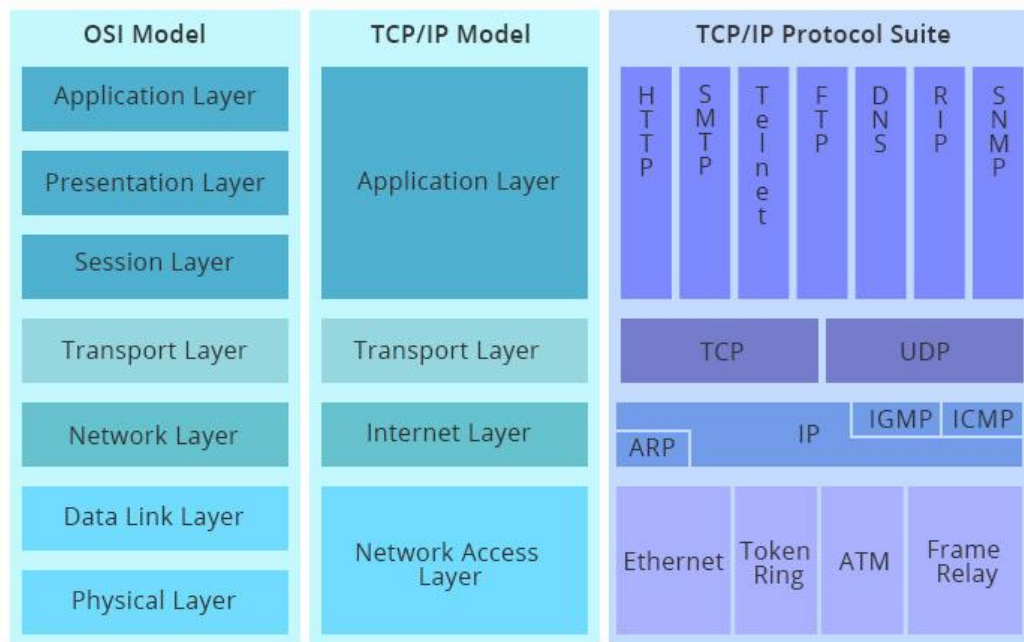 OSI Model
Application Layer
Presentation Layer
Session Layer
Transport Layer
Network Layer
Data Link Layer
Physical Layer
TCP/IP Model
Application Layer
Transport Layer
Internet Layer
Network Access
Layer
TCP/IP Protocol Suite
HTTP
SMTP
Telnet
FTP
DNS
RIP
SNMP
TCP
UDP
ARP
IP
IGMP
ICMP
Ethernet
Token
Ring
ATM
Frame
Relay